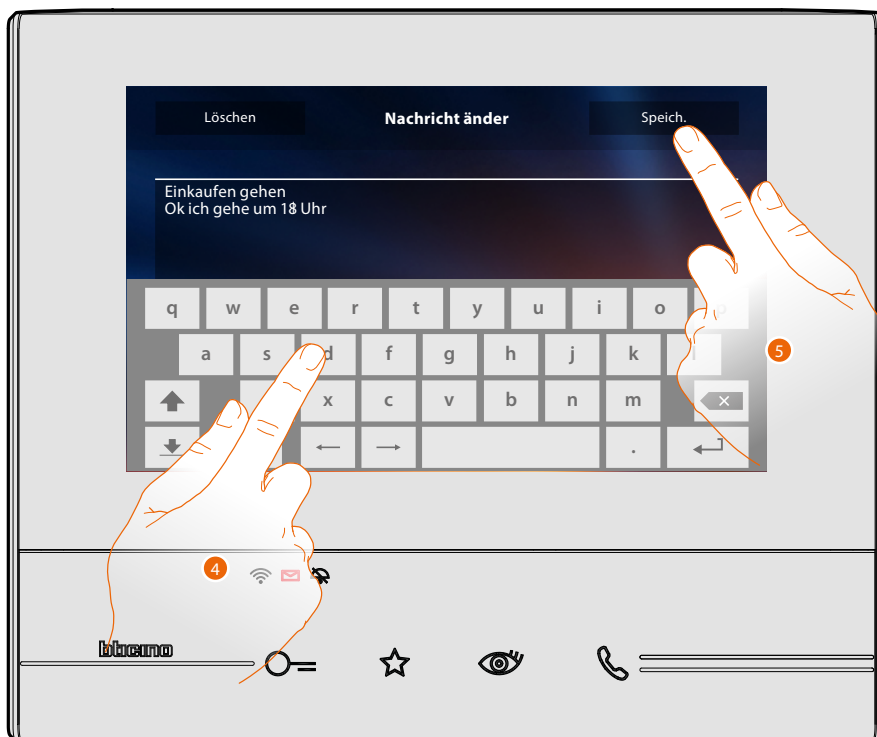 Löschen
Nachricht änder
Speich.
Einkaufen gehen
Ok ich gehe um 18 Uhr
q w e r t y u i o
a s d f g h j k l
x c v b n m
.
5
4
bticino